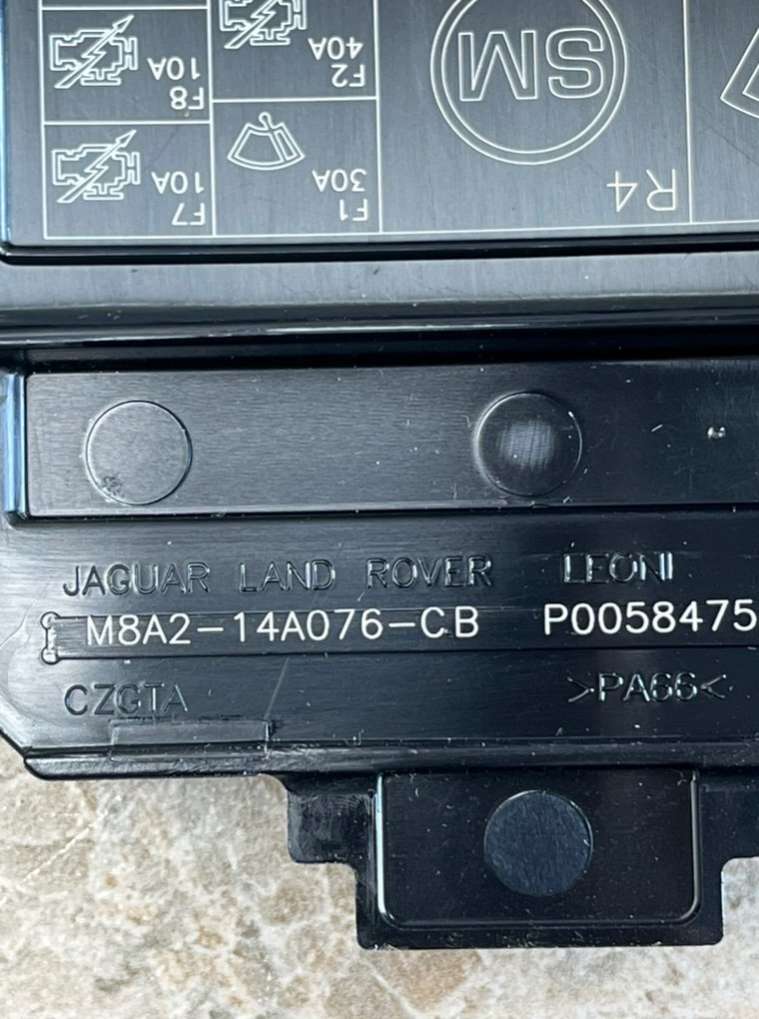 F8
10A
F2
40A
SM
F7
10A
F1
30A
R4
JAGUAR LAND ROVER LEONI
M8A2-14A076-CB P0058475
CZGTA >PA66<